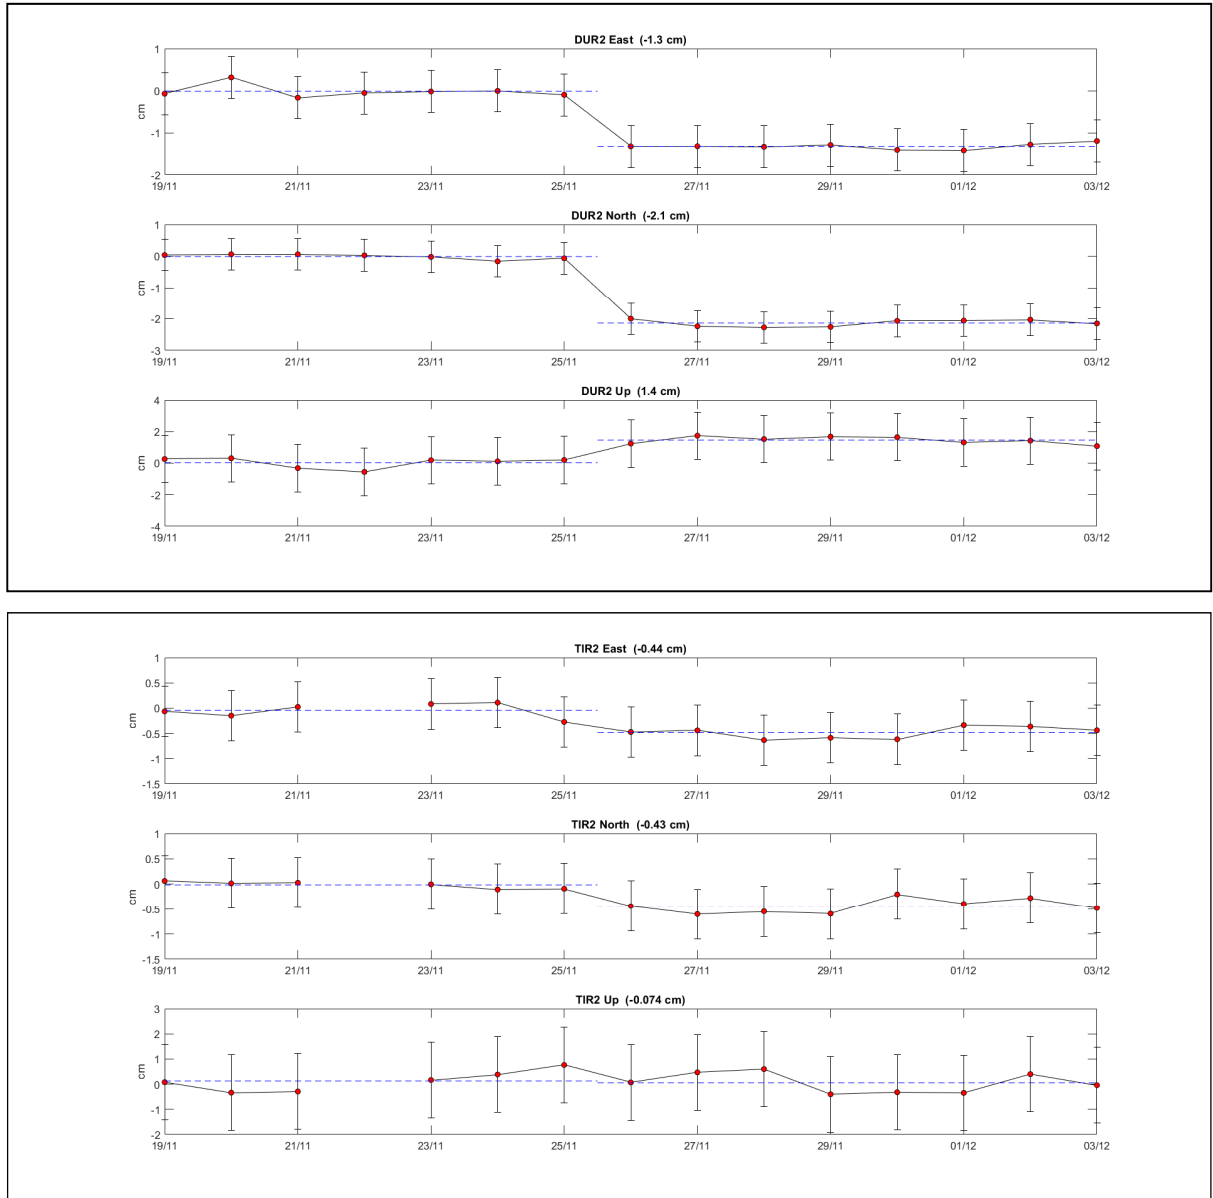 DUR2 East (-1.3 cm)
1
0
-1
-2
cm
19/11 21/11 23/11 25/11 27/11 29/11 01/12 03/12
DUR2 North (-2.1 cm)
1
0
-1
-2
-3
cm
19/11 21/11 23/11 25/11 27/11 29/11 01/12 03/12
DUR2 Up (1.4 cm)
4
2
0
-2
-4
cm
19/11 21/11 23/11 25/11 27/11 29/11 01/12 03/12
TIR2 East (-0.44 cm)
1
0.5
0
-0.5
-1
-1.5
cm
19/11 21/11 23/11 25/11 27/11 29/11 01/12 03/12
TIR2 North (-0.43 cm)
1
0.5
0
-0.5
-1
-1.5
cm
19/11 21/11 23/11 25/11 27/11 29/11 01/12 03/12
TIR2 Up (-0.074 cm)
3
2
1
0
-1
-2
cm
19/11 21/11 23/11 25/11 27/11 29/11 01/12 03/12